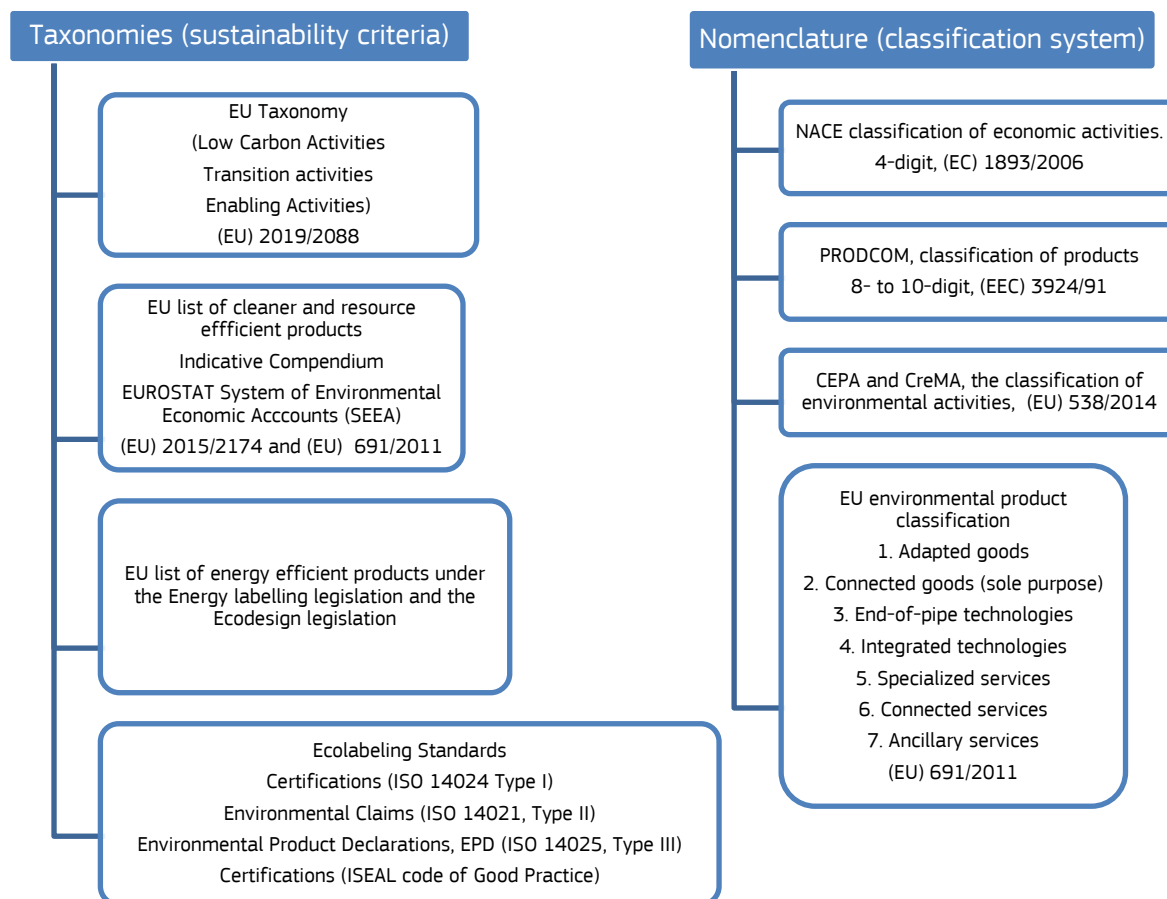 Taxonomies (sustainability criteria)
EU Taxonomy
(Low Carbon Activities
Transition activities
Enabling Activities)
(EU) 2019/2088
EU list of cleaner and resource
effficient products
Indicative Compendium
EUROSTAT System of Environmental
Economic Acccounts (SEEA)
(EU) 2015/2174 and (EU) 691/2011
EU list of energy efficient products under
the Energy labelling legislation and the
Ecodesign legislation
Ecolabeling Standards
Certifications (ISO 14024 Type I)
Environmental Claims (ISO 14021, Type II)
Environmental Product Declarations, EPD (ISO 14025, Type III)
Certifications (ISEAL code of Good Practice)
Nomenclature (classification system)
NACE classification of economic activities.
4-digit, (EC) 1893/2006
PRODCOM, classification of products
8- to 10-digit, (EEC) 3924/91
CEPA and CreMA, the classification of
environmental activities, (EU) 538/2014
EU environmental product
classification
1. Adapted goods
2. Connected goods (sole purpose)
3. End-of-pipe technologies
4. Integrated technologies
5. Specialized services
6. Connected services
7. Ancillary services
(EU) 691/2011